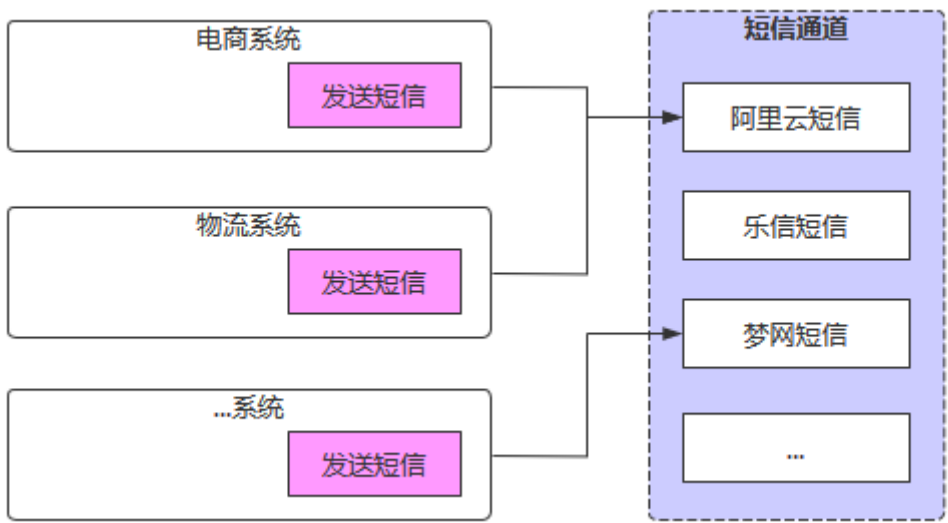 电商系统
发送短信
物流系统
发送短信
...系统
发送短信
短信通道
阿里云短信
乐信短信
梦网短信
...